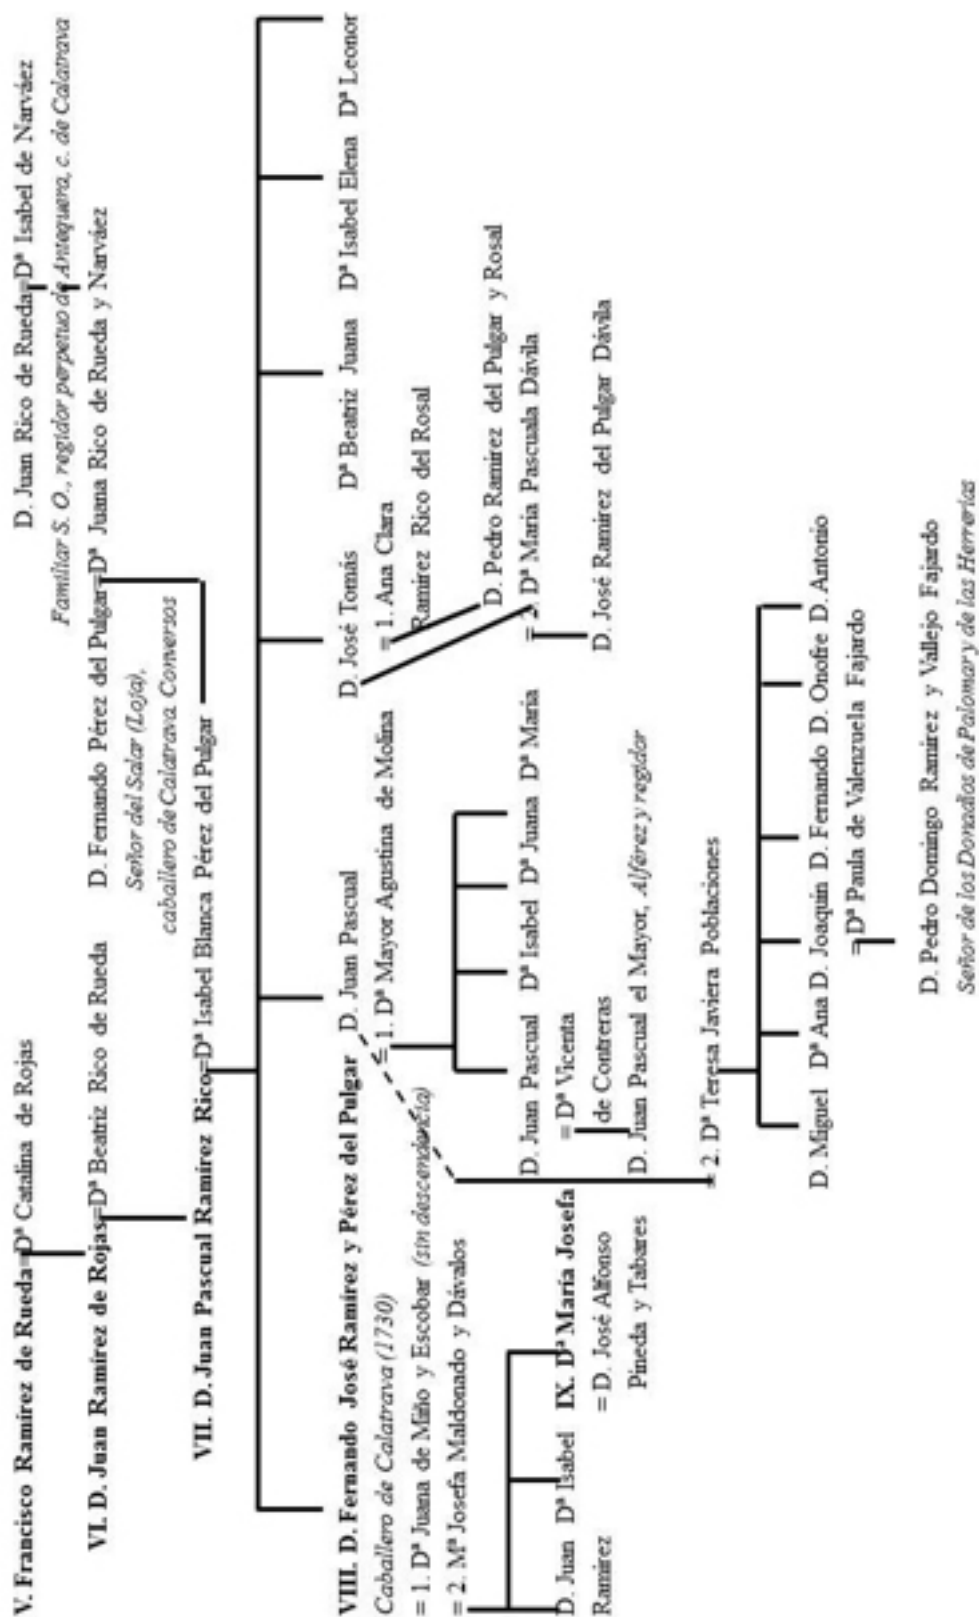 V. Francisco Ramírez de Rueda=Dª Catalina de Rojas
D. Juan Rico de Rueda=Dª Isabel de Narváez
Familiar S. O., regidor perpetuo de Antequera, c. de Calatrava
VI. D. Juan Ramírez de Rojas=Dª Beatriz Rico de Rueda
D. Fernando Pérez del Pulgar=Dª Juana Rico de Rueda y Narváez
Señor del Salar (Loja),
caballero de Calatrava. Conversos
VII. D. Juan Pascual Ramírez Rico=Dª Isabel Blanca Pérez del Pulgar
VIII. D. Fernando José Ramírez y Pérez del Pulgar
D. Juan Pascual
D. José Tomás
Dª Beatriz
Juana
Dª Isabel Elena
Dª Leonor
Caballero de Calatrava (1730)
= 1. Dª Juana de Miño y Escobar (sin descendencia)
= 2. Mª Josefa Maldonado y Dávalos
= 1. Dª Mayor Agustina de Molina
= 1. Ana Clara
Ramírez Rico del Rosal
D. Pedro Ramírez del Pulgar y Rosal
= 2. Dª Maria Pascuala Dávila
D. José Ramírez del Pulgar Dávila
D. Juan Pascual
Dª Isabel
Dª Juana
Dª María
= Dª Vicenta
de Contreras
D. Juan Pascual el Mayor, Alférez y regidor
D. Juan
Ramírez
Dª Isabel
IX. Dª María Josefa
= D. José Alfonso
Pineda y Tabares
= 2. Dª Teresa Javiera Poblaciones
D. Miguel
Dª Ana
D. Joaquín
D. Fernando
D. Onofre
D. Antonio
= Dª Paula de Valenzuela Fajardo
D. Pedro Domingo Ramírez y Vallejo Fajardo
Señor de los Donadíos de Palomar y de las Herrerías